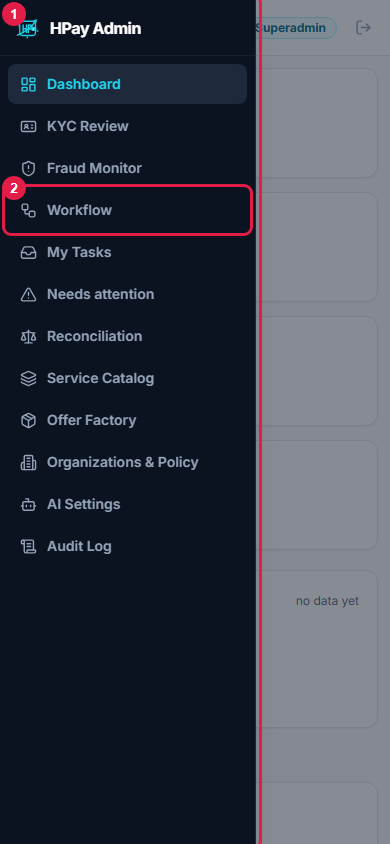 1
HPay Admin
Superadmin
Dashboard
KYC Review
Fraud Monitor
2
Workflow
My Tasks
Needs attention
Reconciliation
Service Catalog
Offer Factory
Organizations & Policy
AI Settings
Audit Log
no data yet